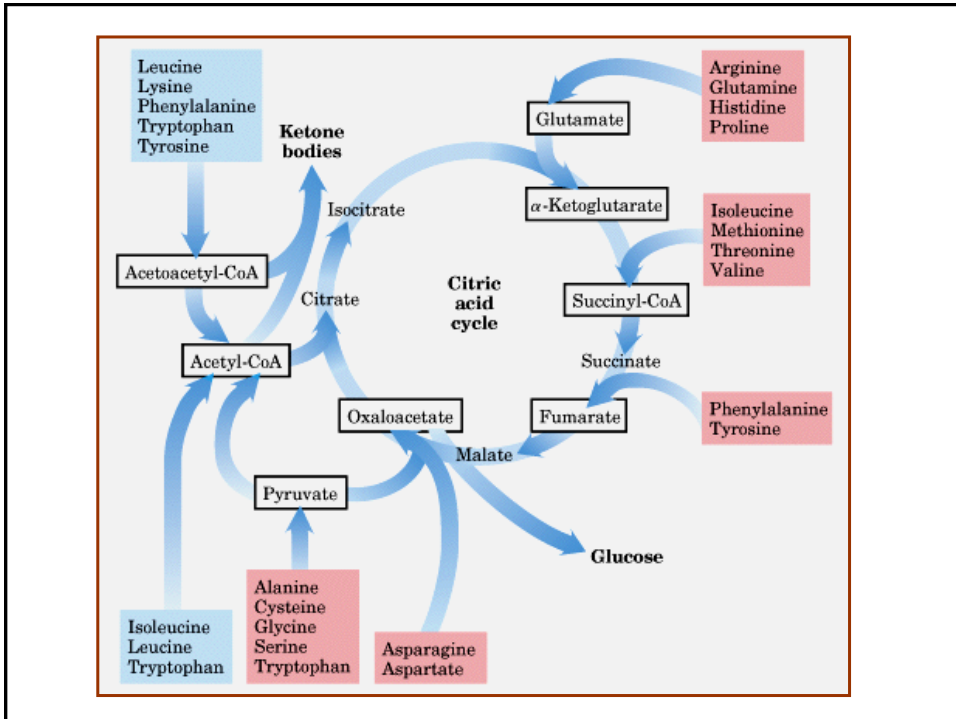 Leucine
Lysine
Phenylalanine
Tryptophan
Tyrosine
Ketone
bodies
Arginine
Glutamine
Histidine
Proline
Glutamate
Isocitrate
α-Ketoglutarate
Isoleucine
Methionine
Threonine
Valine
Acetoacetyl-CoA
Citrate
Citric
acid
cycle
Succinyl-CoA
Acetyl-CoA
Succinate
Oxaloacetate
Fumarate
Phenylalanine
Tyrosine
Malate
Pyruvate
Glucose
Isoleucine
Leucine
Tryptophan
Alanine
Cysteine
Glycine
Serine
Tryptophan
Asparagine
Aspartate